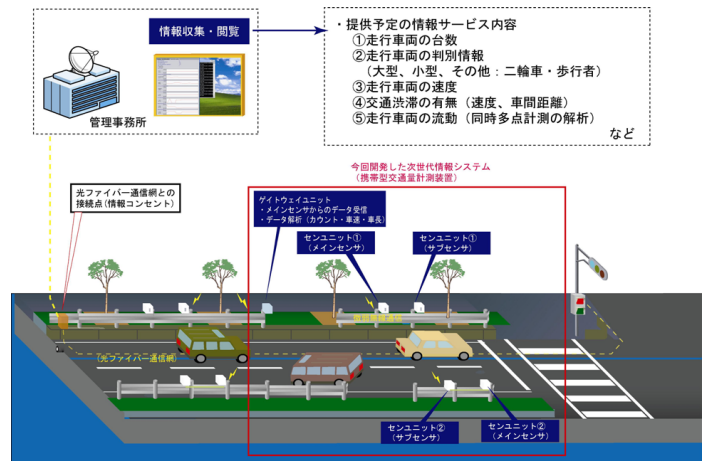 情報収集・閲覧
管理事務所
・提供予定の情報サービス内容
①走行車両の台数
②走行車両の判別情報
（大型、小型、その他：二輪車・歩行者）
③走行車両の速度
④交通渋滞の有無（速度、車間距離）
⑤走行車両の流動（同時多点計測の解析）
など
今回開発した次世代情報システム
（携帯型交通量計測装置）
光ファイバー通信網との
接続点（情報コンセント）
ゲイトウェイユニット
・メインセンサからのデータ受信
・データ解析（カウント・車速・車長）
センユニット①
（メインセンサ）
センユニット①
（サブセンサ）
（光ファイバー通信網）
センユニット②
（サブセンサ）
センユニット②
（メインセンサ）